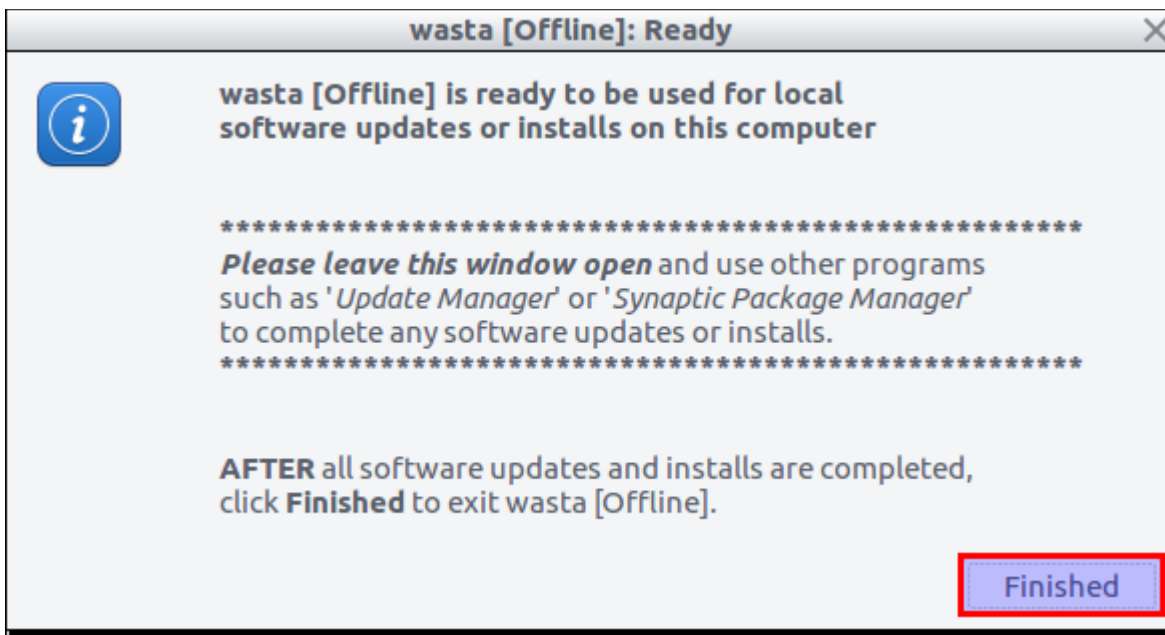 wasta [Offline]: Ready
wasta [Offline] is ready to be used for local
software updates or installs on this computer
******************************************************
Please leave this window open and use other programs
such as 'Update Manager' or 'Synaptic Package Manager'
to complete any software updates or installs.
******************************************************
AFTER all software updates and installs are completed,
click Finished to exit wasta [Offline].
Finished